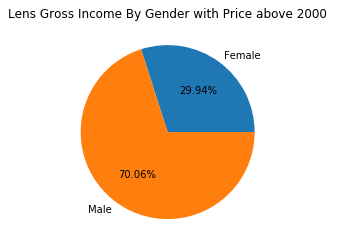 Lens Gross Income By Gender with Price above 2000
Female
29.94%
70.06%
Male